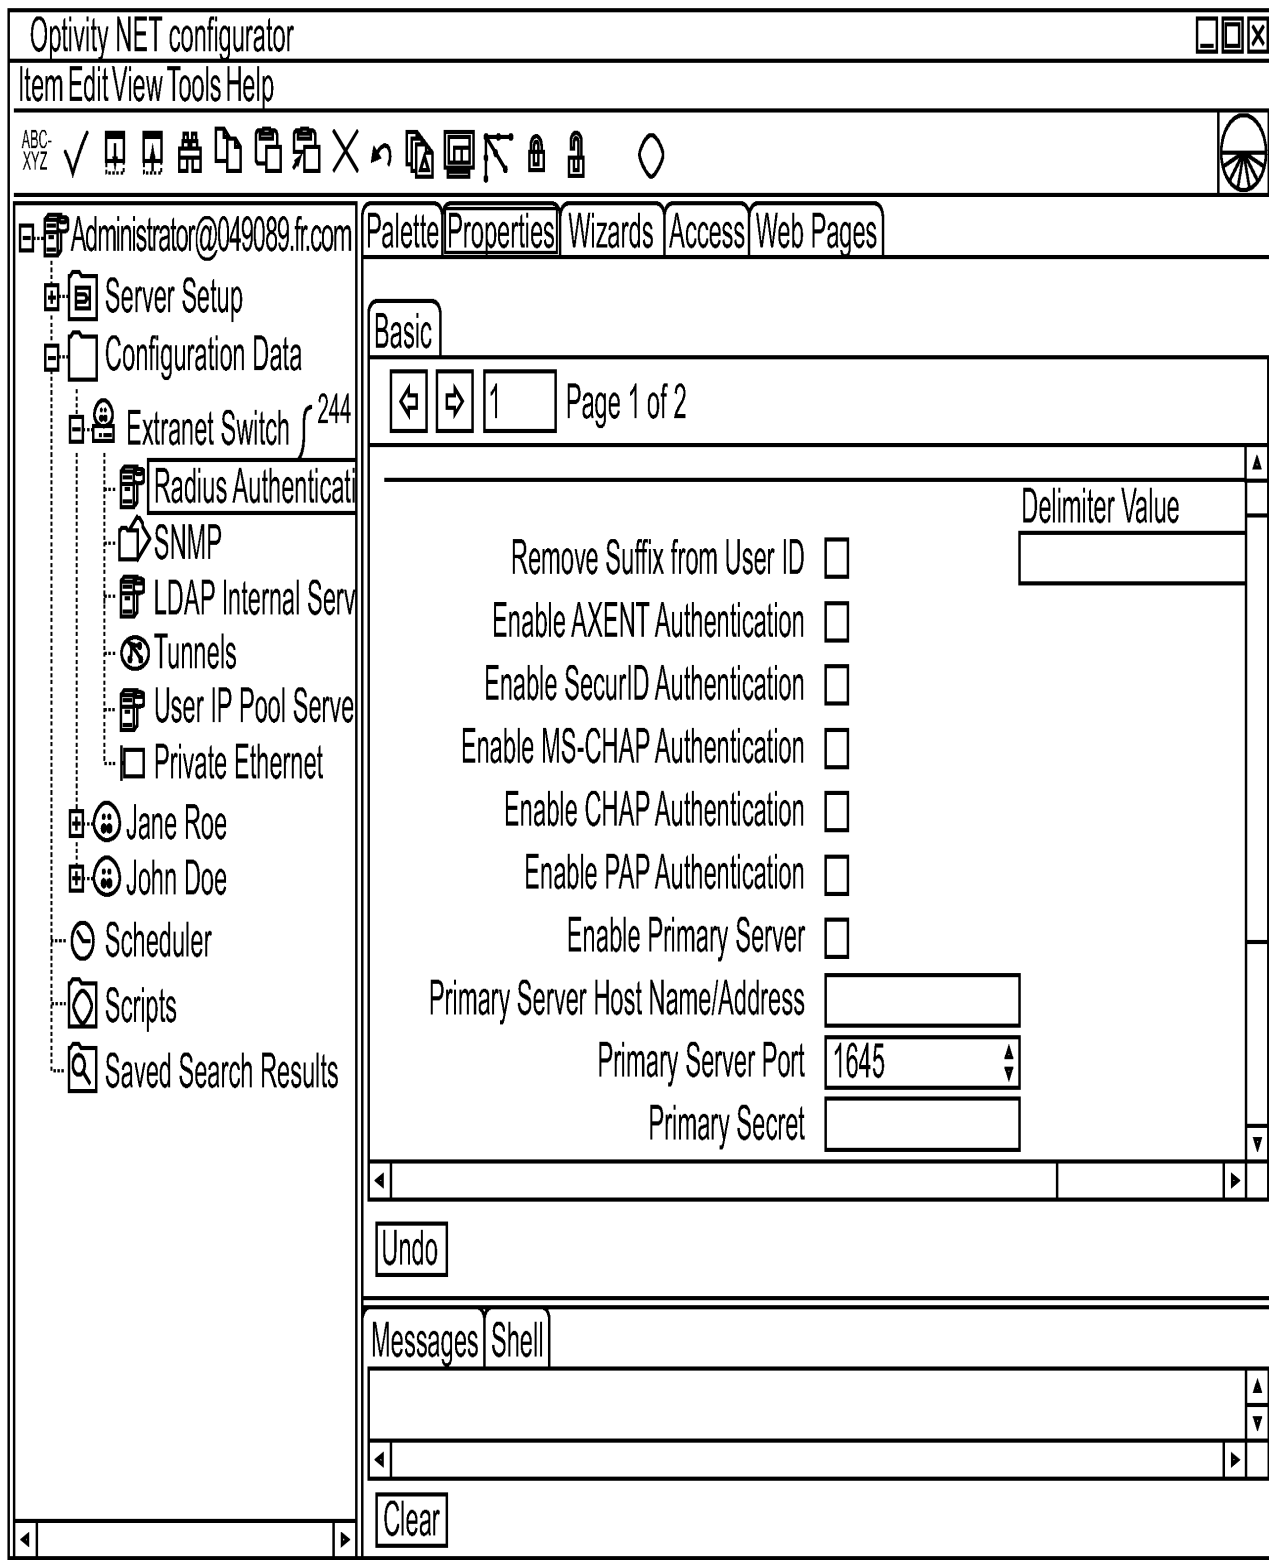 Optivity NET configurator
Item Edit View Tools Help
ABC-
XYZ
Administrator@049089.fr.com
Server Setup
Configuration Data
Extranet Switch
244
Radius Authenticati
SNMP
LDAP Internal Serv
Tunnels
User IP Pool Serve
Private Ethernet
Jane Roe
John Doe
Scheduler
Scripts
Saved Search Results
Palette Properties Wizards Access Web Pages
Basic
1 Page 1 of 2
Delimiter Value
Remove Suffix from User ID
Enable AXENT Authentication
Enable SecurID Authentication
Enable MS-CHAP Authentication
Enable CHAP Authentication
Enable PAP Authentication
Enable Primary Server
Primary Server Host Name/Address
Primary Server Port 1645
Primary Secret
Undo
Messages Shell
Clear